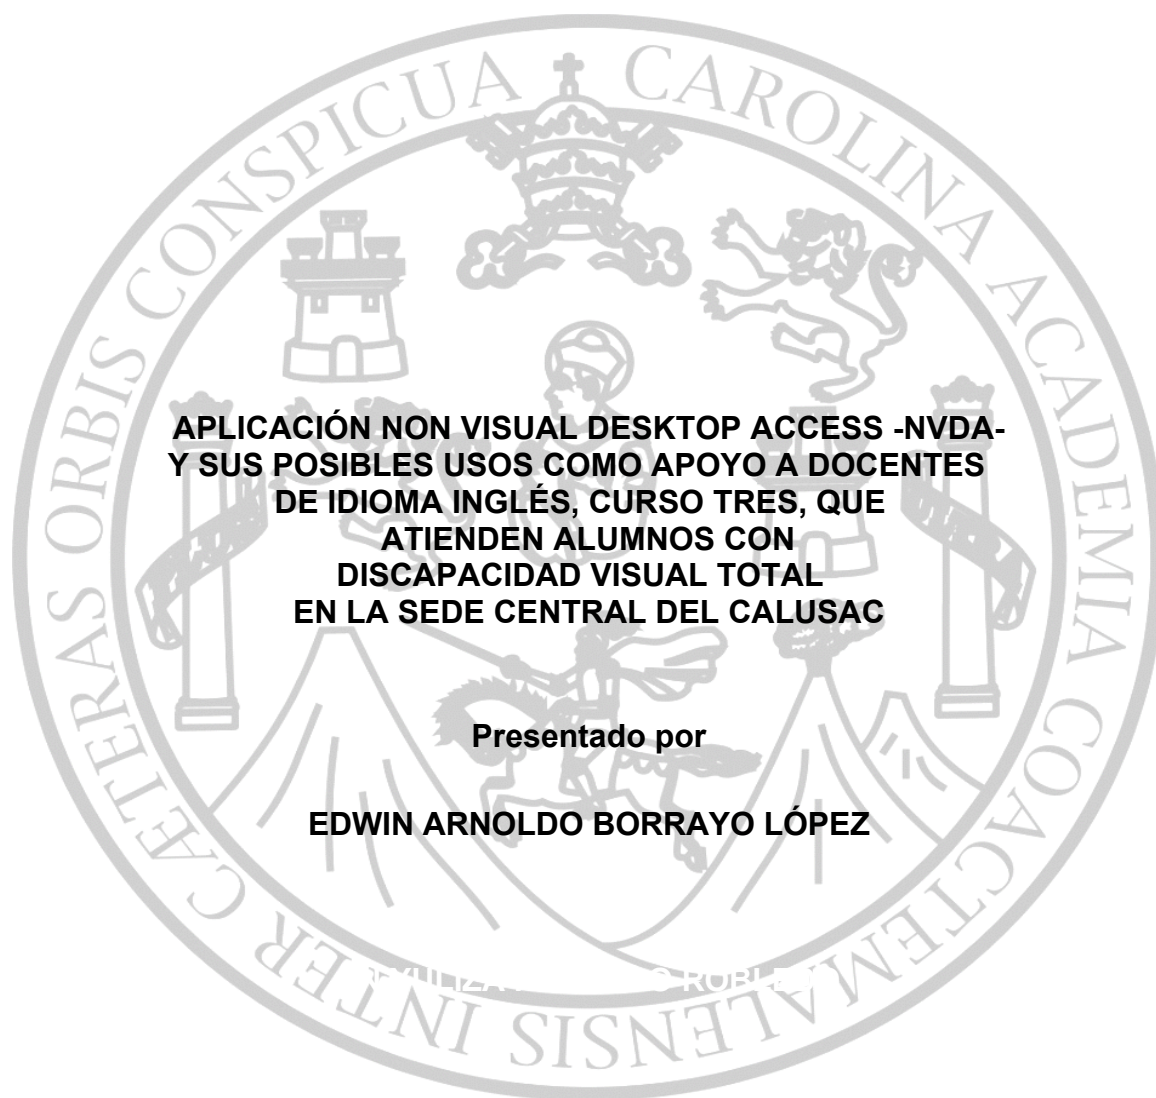 CAROLINA ACADEMIA COACTEMALENSIS INTER CÆTERAS ORBIS CONSPICUA
APLICACIÓN NON VISUAL DESKTOP ACCESS -NVDA-
Y SUS POSIBLES USOS COMO APOYO A DOCENTES
DE IDIOMA INGLÉS, CURSO TRES, QUE
ATIENDEN ALUMNOS CON
DISCAPACIDAD VISUAL TOTAL
EN LA SEDE CENTRAL DEL CALUSAC
Presentado por
EDWIN ARNOLDO BORRAYO LÓPEZ